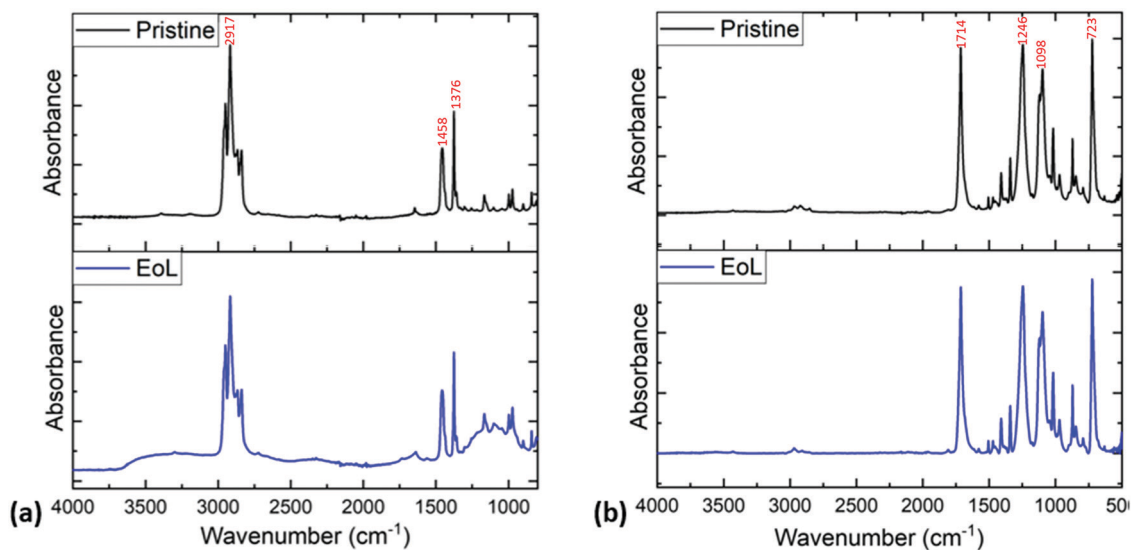 Pristine
2917
1458
1376
Absorbance
EoL
Absorbance
4000 3500 3000 2500 2000 1500 1000
(a)
Wavenumber (cm⁻¹)
Pristine
1714
1246
1098
723
Absorbance
EoL
Absorbance
4000 3500 3000 2500 2000 1500 1000 500
(b)
Wavenumber (cm⁻¹)